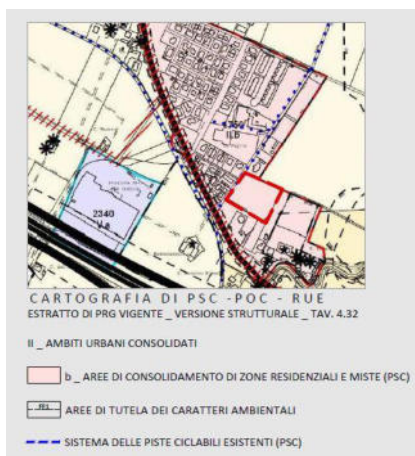 2340
V.a
II.b
CARTOGRAFIA DI PSC -POC - RUE
ESTRATTO DI PRG VIGENTE _ VERSIONE STRUTTURALE _ TAV. 4.32
II _ AMBITI URBANI CONSOLIDATI
b _ AREE DI CONSOLIDAMENTO DI ZONE RESIDENZIALI E MISTE (PSC)
AREE DI TUTELA DEI CARATTERI AMBIENTALI
SISTEMA DELLE PISTE CICLABILI ESISTENTI (PSC)